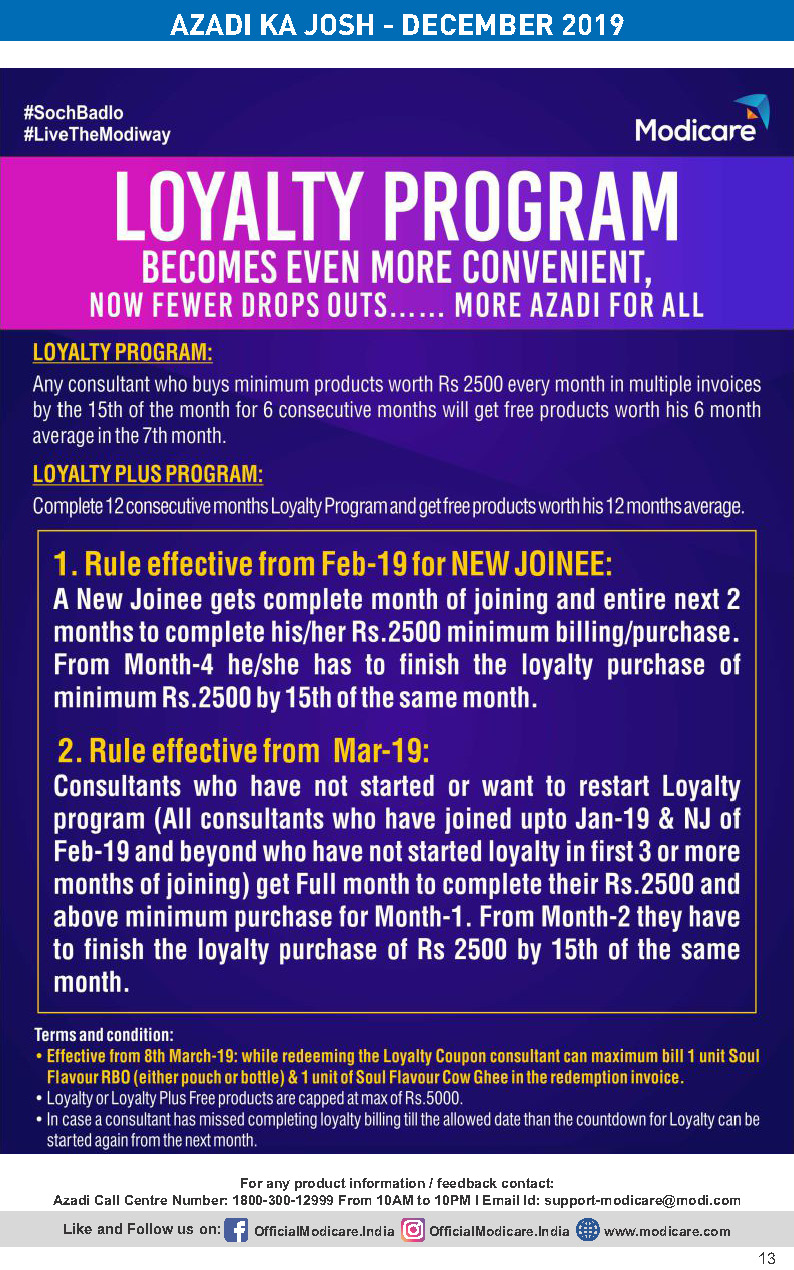 AZADI KA JOSH - DECEMBER 2019
#SochBadlo
#LiveTheModiway
Modicare
LOYALTY PROGRAM
BECOMES EVEN MORE CONVENIENT,
NOW FEWER DROPS OUTS...... MORE AZADI FOR ALL
LOYALTY PROGRAM:
Any consultant who buys minimum products worth Rs 2500 every month in multiple invoices
by the 15th of the month for 6 consecutive months will get free products worth his 6 month
average in the 7th month.
LOYALTY PLUS PROGRAM:
Complete 12 consecutive months Loyalty Program and get free products worth his 12 months average.
1. Rule effective from Feb-19 for NEW JOINEE:
A New Joinee gets complete month of joining and entire next 2
months to complete his/her Rs.2500 minimum billing/purchase.
From Month-4 he/she has to finish the loyalty purchase of
minimum Rs.2500 by 15th of the same month.
2. Rule effective from Mar-19:
Consultants who have not started or want to restart Loyalty
program (All consultants who have joined upto Jan-19 & NJ of
Feb-19 and beyond who have not started loyalty in first 3 or more
months of joining) get Full month to complete their Rs.2500 and
above minimum purchase for Month-1. From Month-2 they have
to finish the loyalty purchase of Rs 2500 by 15th of the same
month.
Terms and condition:
• Effective from 8th March-19: while redeeming the Loyalty Coupon consultant can maximum bill 1 unit Soul
Flavour RBO (either pouch or bottle) & 1 unit of Soul Flavour Cow Ghee in the redemption invoice.
• Loyalty or Loyalty Plus Free products are capped at max of Rs.5000.
• In case a consultant has missed completing loyalty billing till the allowed date than the countdown for Loyalty can be
started again from the next month.
For any product information / feedback contact:
Azadi Call Centre Number: 1800-300-12999 From 10AM to 10PM I Email Id: support-modicare@modi.com
Like and Follow us on: OfficialModicare.India OfficialModicare.India www.modicare.com
13